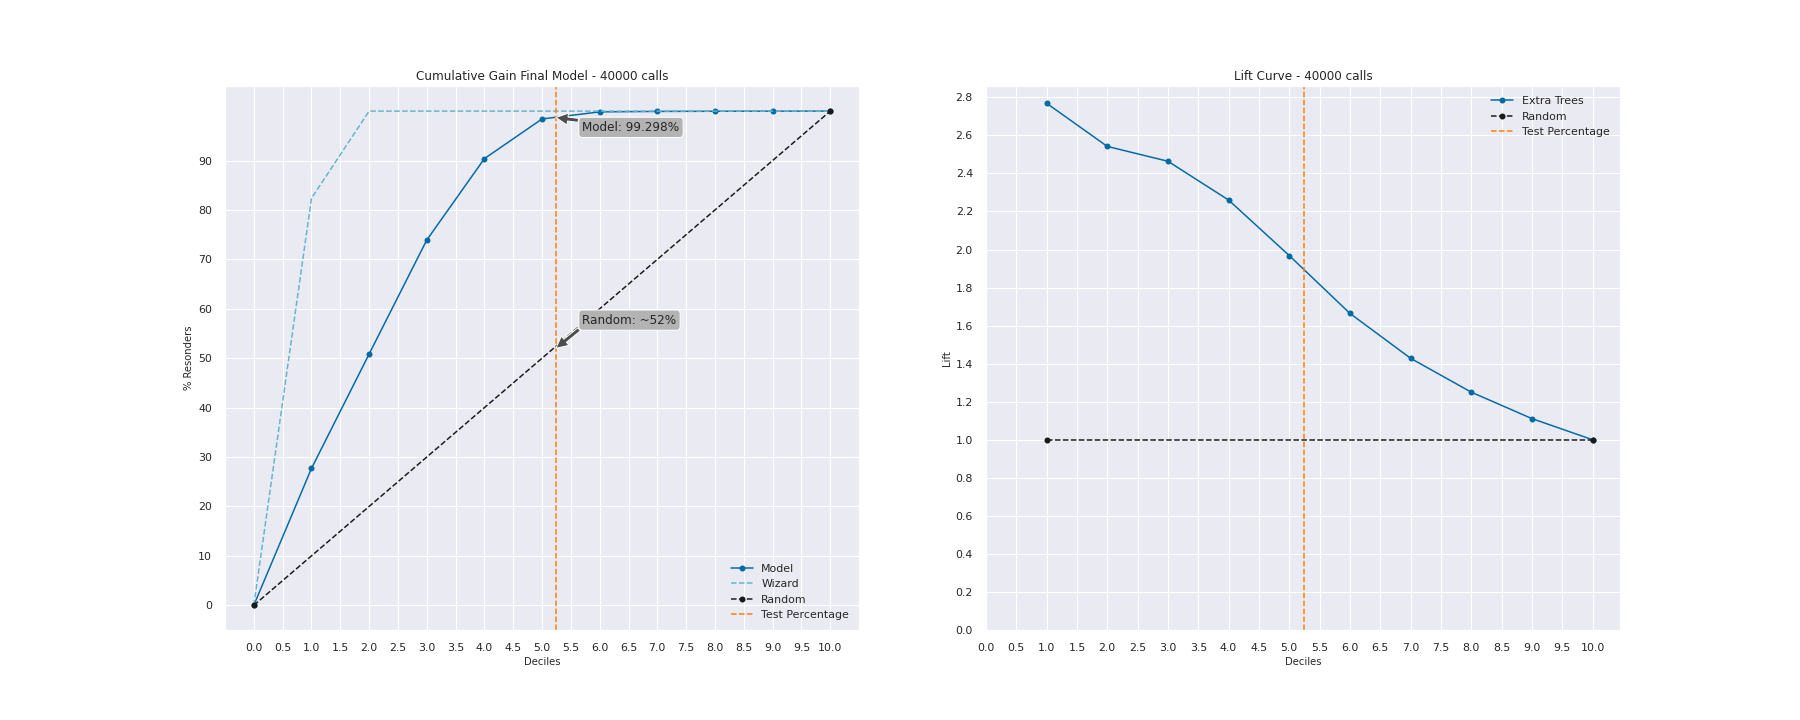 Cumulative Gain Final Model - 40000 calls
% Resonders
90
80
70
60
50
40
30
20
10
0
Model: 99.298%
Random: ~52%
Model
Wizard
Random
Test Percentage
0.0 0.5 1.0 1.5 2.0 2.5 3.0 3.5 4.0 4.5 5.0 5.5 6.0 6.5 7.0 7.5 8.0 8.5 9.0 9.5 10.0
Deciles
Lift Curve - 40000 calls
Lift
2.8
2.6
2.4
2.2
2.0
1.8
1.6
1.4
1.2
1.0
0.8
0.6
0.4
0.2
0.0
Extra Trees
Random
Test Percentage
0.0 0.5 1.0 1.5 2.0 2.5 3.0 3.5 4.0 4.5 5.0 5.5 6.0 6.5 7.0 7.5 8.0 8.5 9.0 9.5 10.0
Deciles